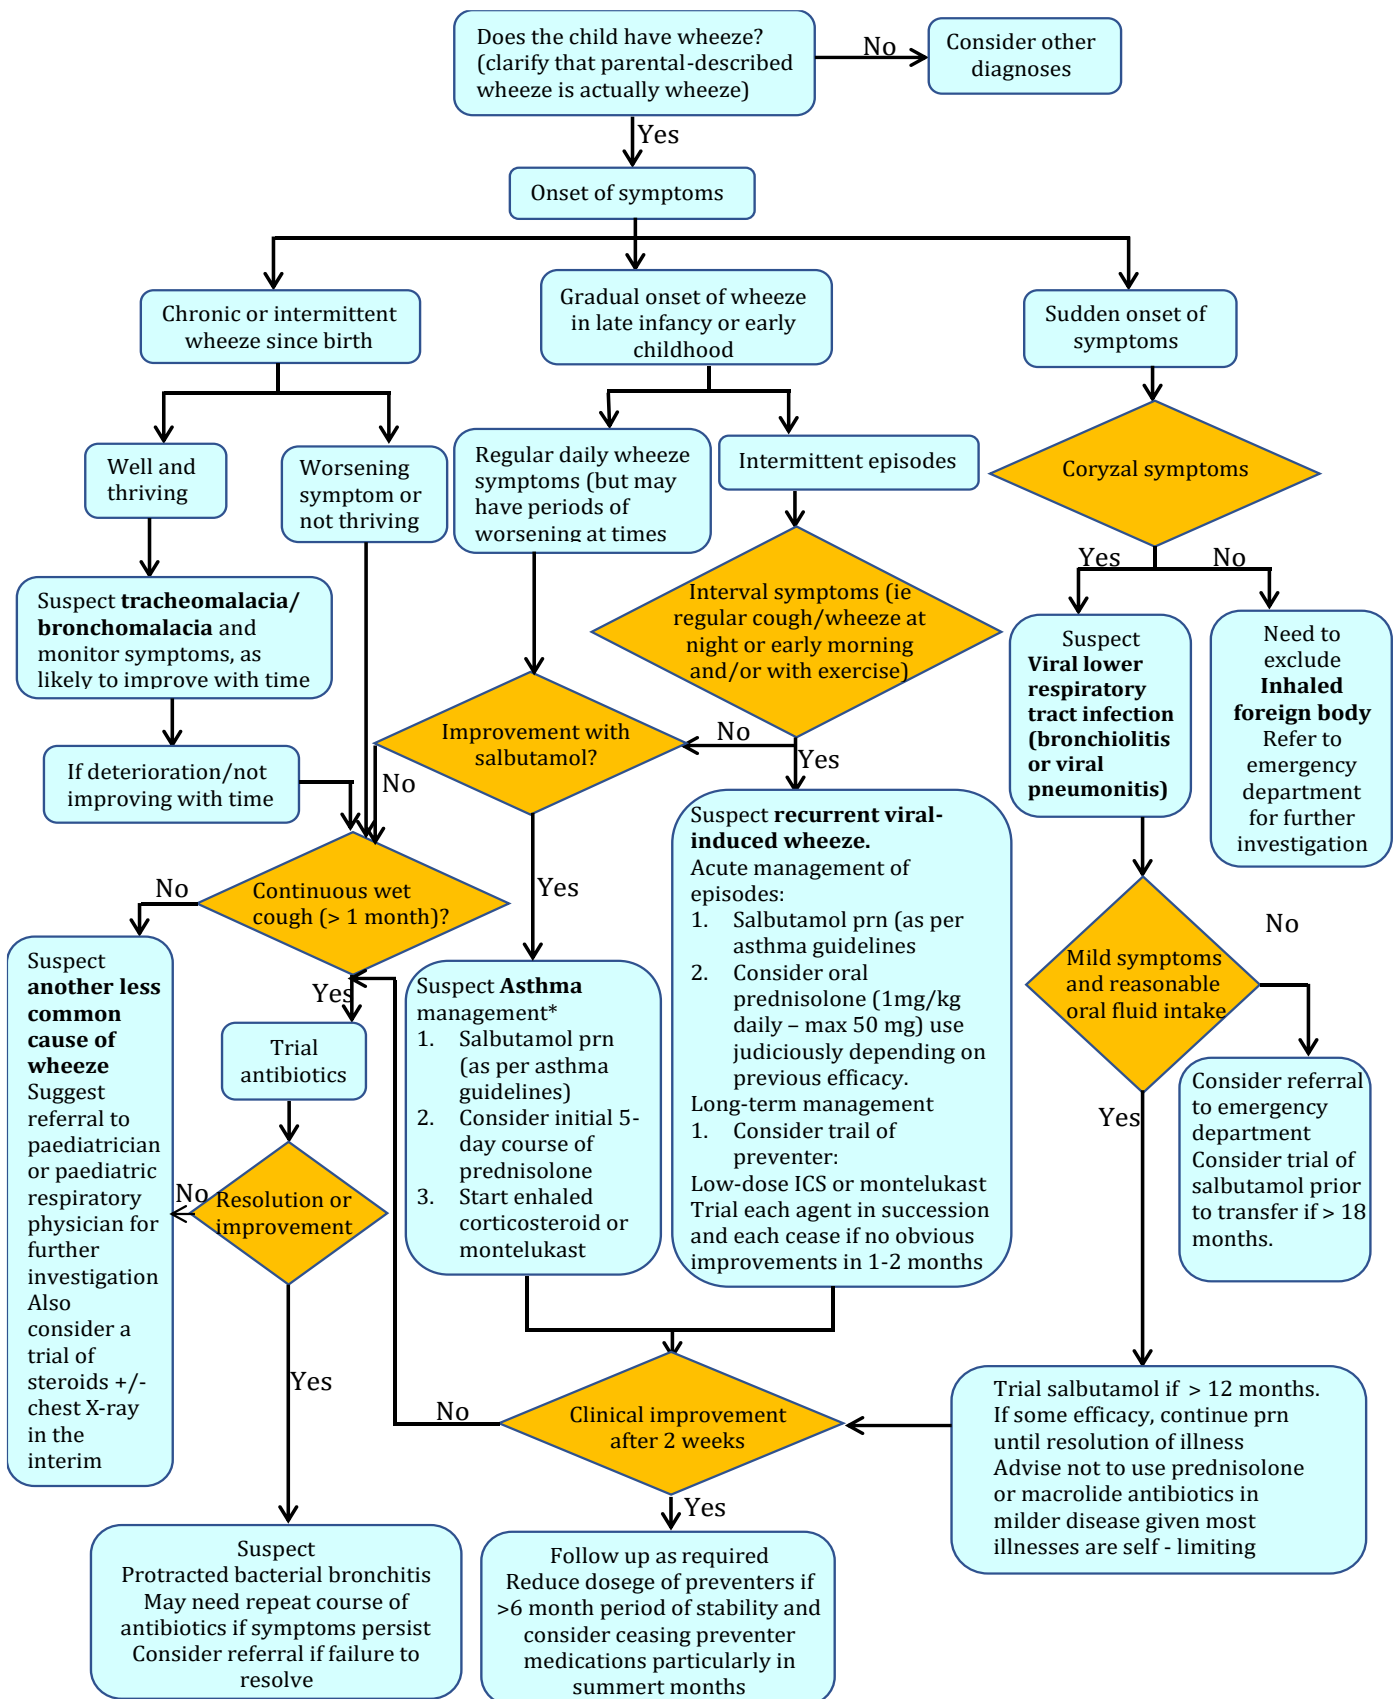 Does the child have wheeze?
(clarify that parental-described
wheeze is actually wheeze)
No
Consider other
diagnoses
Yes
Onset of symptoms
Chronic or intermittent
wheeze since birth
Gradual onset of wheeze
in late infancy or early
childhood
Sudden onset of
symptoms
Well and
thriving
Worsening
symptom or
not thriving
Regular daily wheeze
symptoms (but may
have periods of
worsening at times
Intermittent episodes
Coryzal symptoms
Yes
No
Suspect tracheomalacia/
bronchomalacia and
monitor symptoms, as
likely to improve with time
Interval symptoms (ie
regular cough/wheeze at
night or early morning
and/or with exercise)
Suspect
Viral lower
respiratory
tract infection
(bronchiolitis
or viral
pneumonitis)
Need to
exclude
Inhaled
foreign body
Refer to
emergency
department
for further
investigation
If deterioration/not
improving with time
Improvement with
salbutamol?
No
No
Yes
Continuous wet
cough (> 1 month)?
No
Yes
Yes
Suspect recurrent viral-
induced wheeze.
Acute management of
episodes:
1. Salbutamol prn (as per
asthma guidelines
2. Consider oral
prednisolone (1mg/kg
daily – max 50 mg) use
judiciously depending on
previous efficacy.
Long-term management
1. Consider trail of
preventer:
Low-dose ICS or montelukast
Trial each agent in succession
and each cease if no obvious
improvements in 1-2 months
Mild symptoms
and reasonable
oral fluid intake
No
Yes
Suspect
another less
common
cause of
wheeze
Suggest
referral to
paediatrician
or paediatric
respiratory
physician for
further
investigation
Also
consider a
trial of
steroids +/-
chest X-ray
in the
interim
Trial
antibiotics
Suspect Asthma
management*
1. Salbutamol prn
(as per asthma
guidelines)
2. Consider initial 5-
day course of
prednisolone
3. Start enhaled
corticosteroid or
montelukast
Consider referral
to emergency
department
Consider trial of
salbutamol prior
to transfer if > 18
months.
No
Resolution or
improvement
Yes
No
Clinical improvement
after 2 weeks
Yes
Trial salbutamol if > 12 months.
If some efficacy, continue prn
until resolution of illness
Advise not to use prednisolone
or macrolide antibiotics in
milder disease given most
illnesses are self - limiting
Suspect
Protracted bacterial bronchitis
May need repeat course of
antibiotics if symptoms persist
Consider referral if failure to
resolve
Follow up as required
Reduce dosege of preventers if
>6 month period of stability and
consider ceasing preventer
medications particularly in
summert months